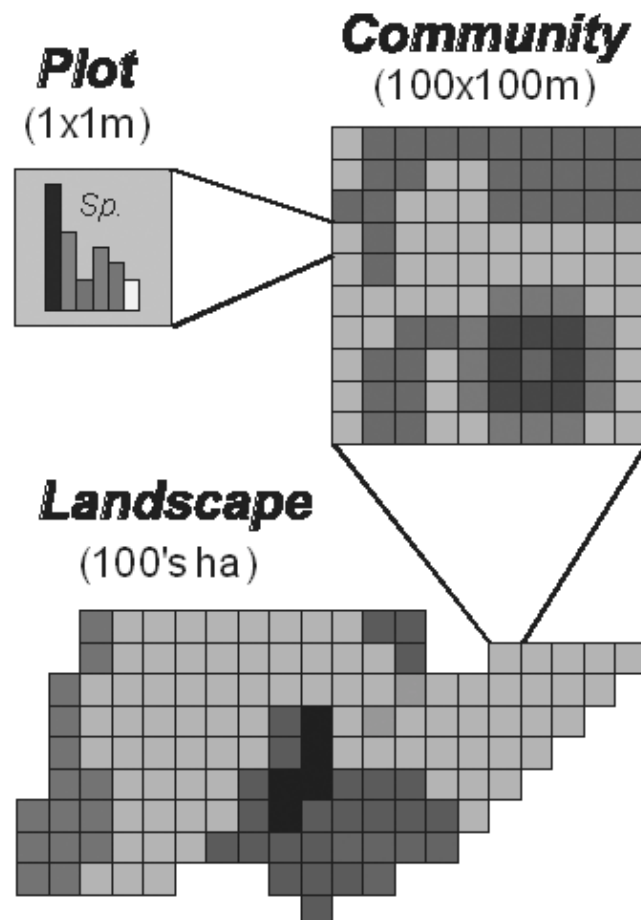 Plot
(1x1m)
Sp.
Community
(100x100m)
Landscape
(100's ha)